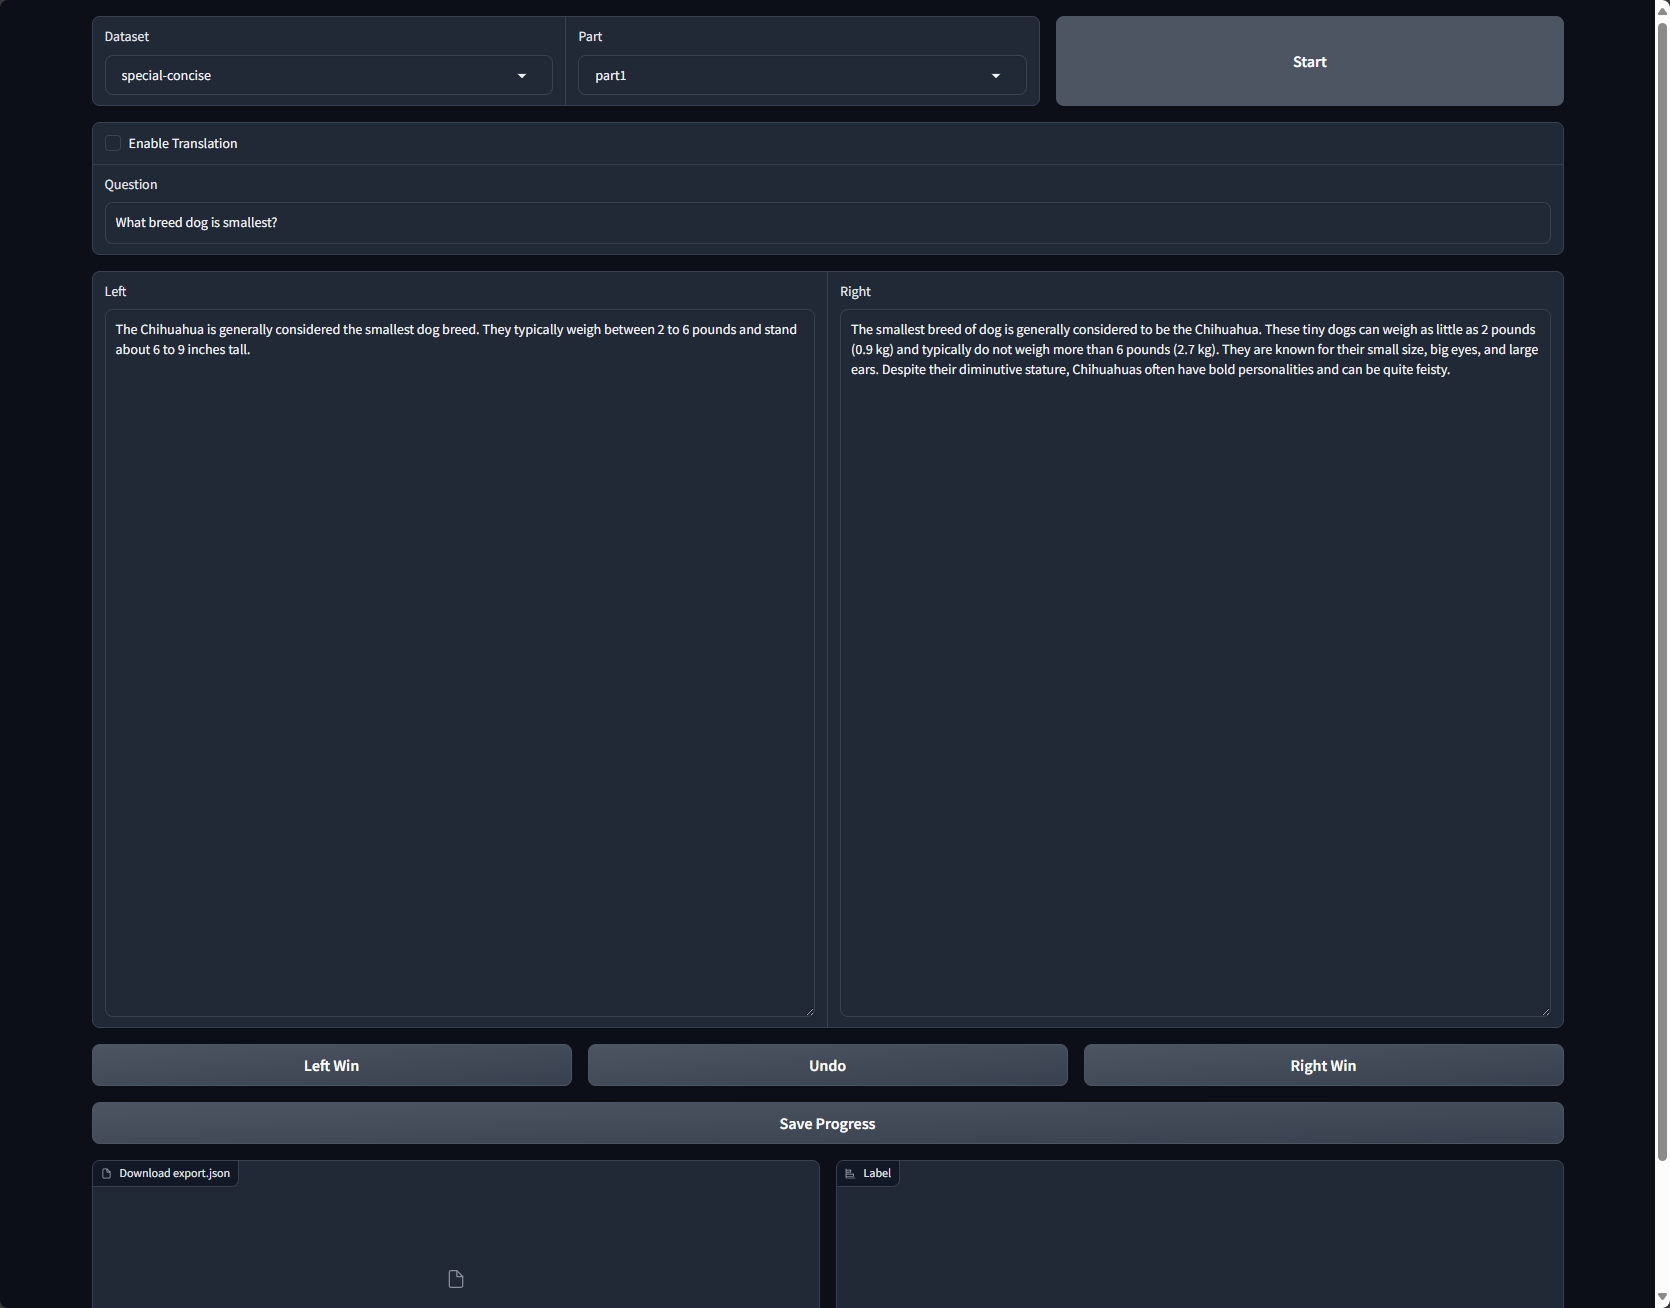 Dataset
special-concise
Part
part1
Start
Enable Translation
Question
What breed dog is smallest?
Left
The Chihuahua is generally considered the smallest dog breed. They typically weigh between 2 to 6 pounds and stand
about 6 to 9 inches tall.
Right
The smallest breed of dog is generally considered to be the Chihuahua. These tiny dogs can weigh as little as 2 pounds
(0.9 kg) and typically do not weigh more than 6 pounds (2.7 kg). They are known for their small size, big eyes, and large
ears. Despite their diminutive stature, Chihuahuas often have bold personalities and can be quite feisty.
Left Win
Undo
Right Win
Save Progress
Download export.json
Label